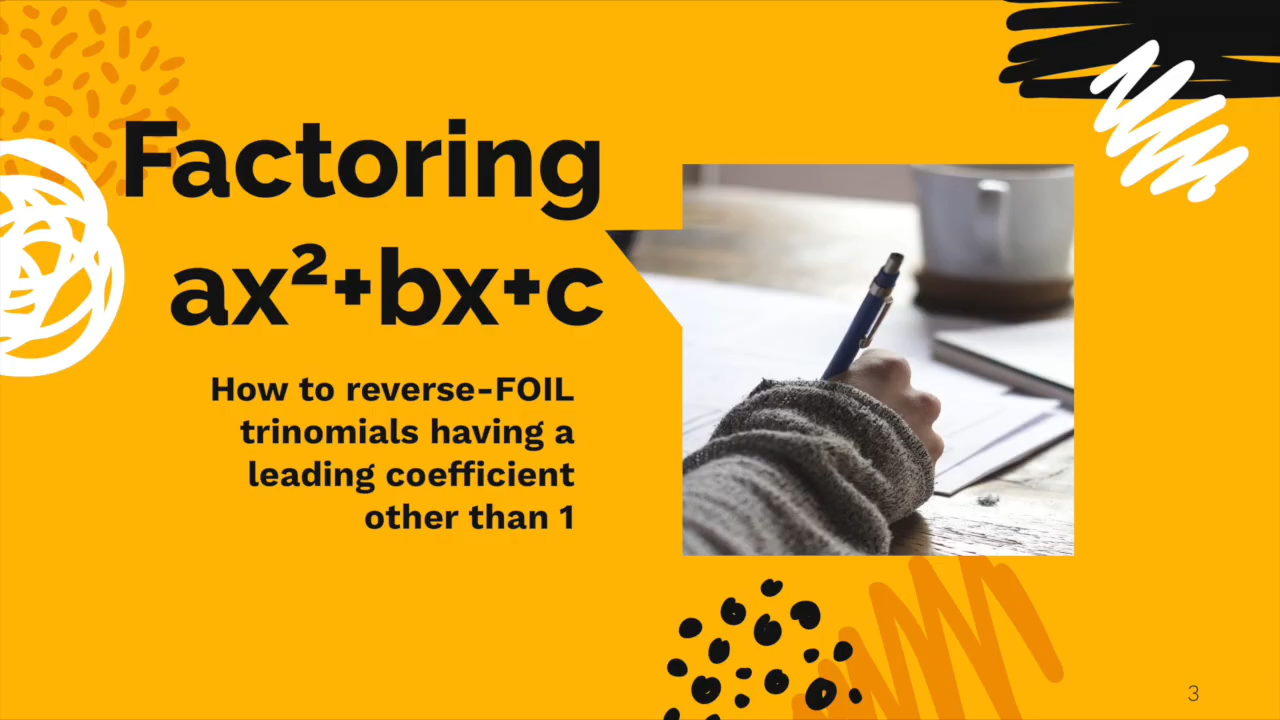 Factoring
ax²+bx+c
How to reverse-FOIL
trinomials having a
leading coefficient
other than 1
3